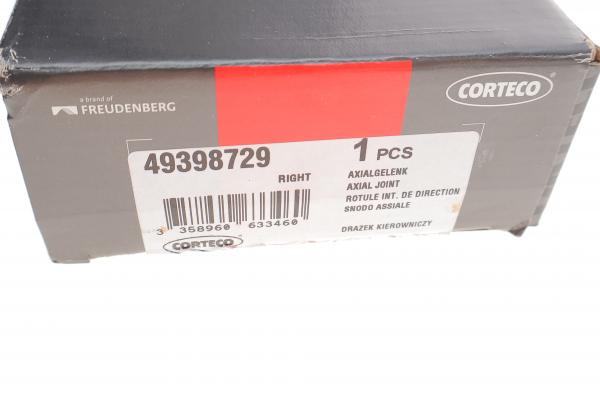 a brand of
FREUDENBERG
CORTECO®
49398729
RIGHT
1 PCS
AXIALGELENK
AXIAL JOINT
ROTULE INT. DE DIRECTION
SNODO ASSIALE
DRAZEK KIEROWNICZY
3 358960 633460
CORTECO